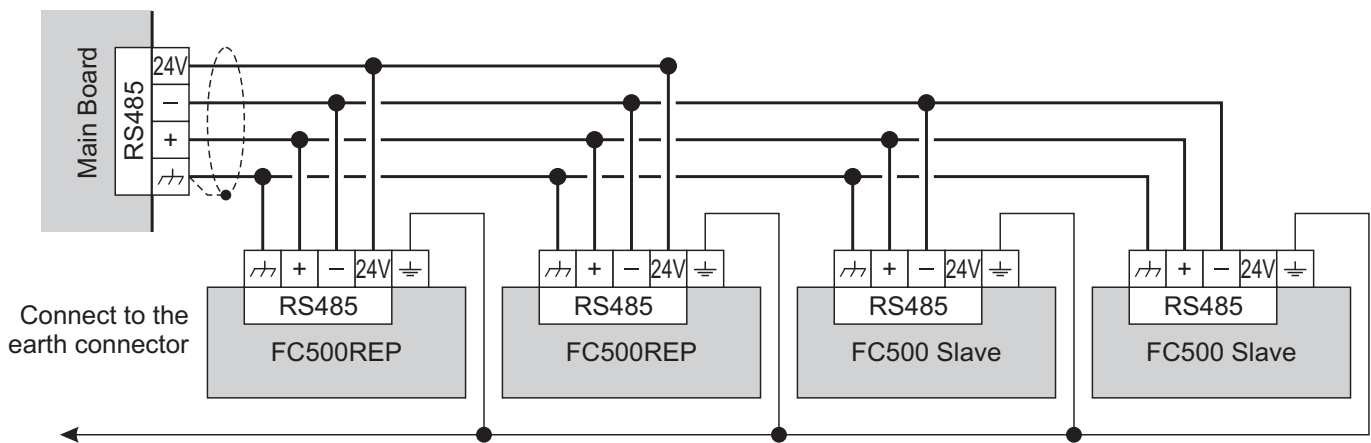 Main Board
RS485
24V
−
+
+ − 24V
RS485
FC500REP
+ − 24V
RS485
FC500REP
+ − 24V
RS485
FC500 Slave
+ − 24V
RS485
FC500 Slave
Connect to the
earth connector